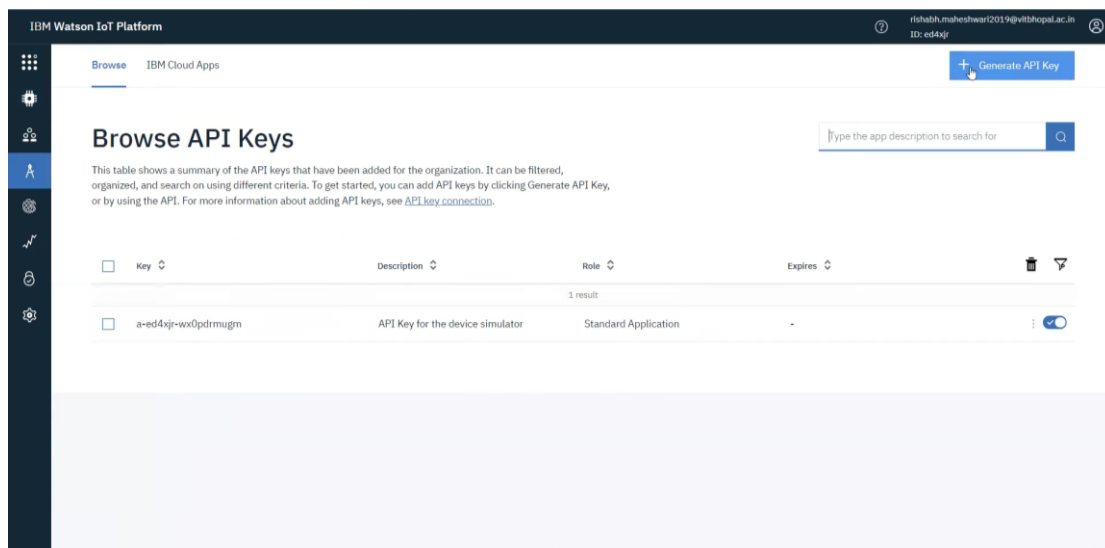 IBM Watson IoT Platform
rishabh.maheshwari2019@vitbhopal.ac.in
ID: ed4xjr
Browse IBM Cloud Apps
Generate API Key
Browse API Keys
Type the app description to search for
This table shows a summary of the API keys that have been added for the organization. It can be filtered,
organized, and search on using different criteria. To get started, you can add API keys by clicking Generate API Key,
or by using the API. For more information about adding API keys, see API key connection.
Key Description Role Expires
1 result
a-ed4xjr-wx0pdrmugm API Key for the device simulator Standard Application -